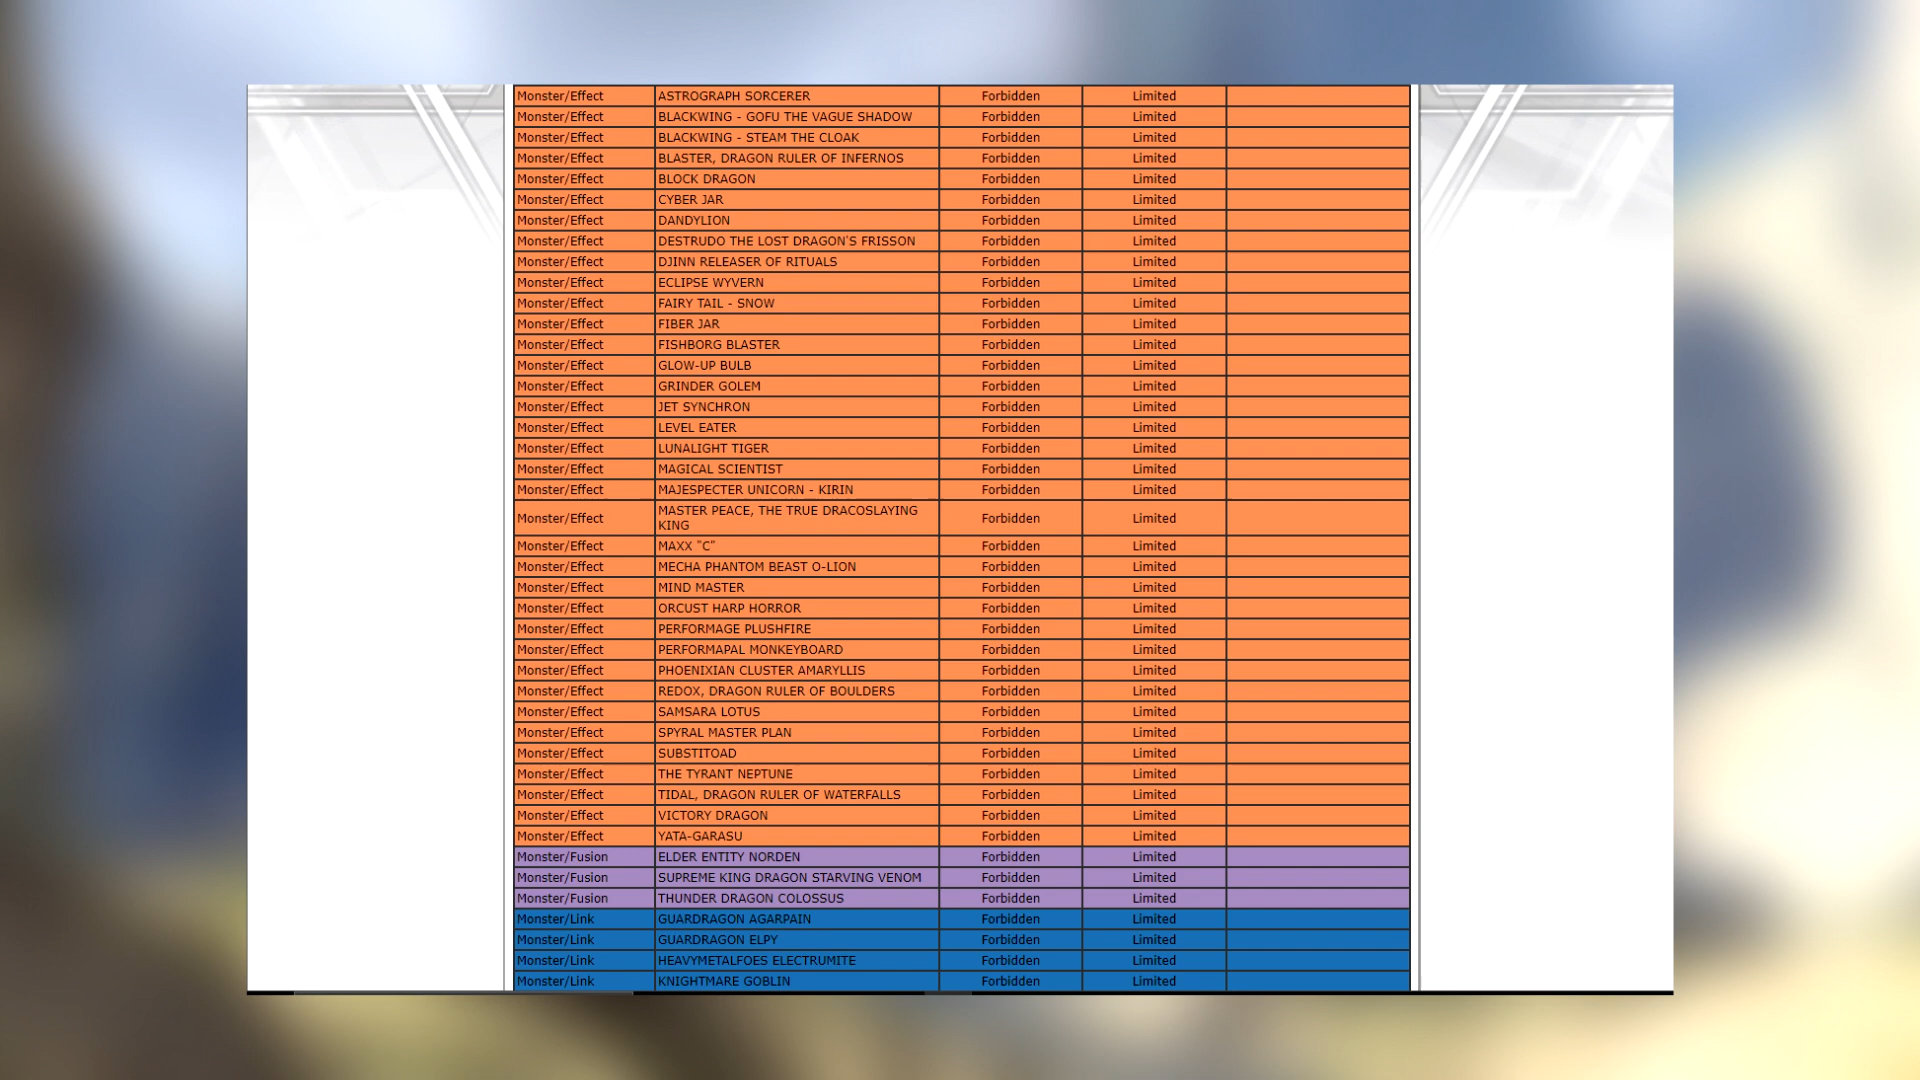 Monster/Effect ASTROGRAPH SORCERER Forbidden Limited
Monster/Effect BLACKWING - GOFU THE VAGUE SHADOW Forbidden Limited
Monster/Effect BLACKWING - STEAM THE CLOAK Forbidden Limited
Monster/Effect BLASTER, DRAGON RULER OF INFERNOS Forbidden Limited
Monster/Effect BLOCK DRAGON Forbidden Limited
Monster/Effect CYBER JAR Forbidden Limited
Monster/Effect DANDYLION Forbidden Limited
Monster/Effect DESTRUDO THE LOST DRAGON'S FRISSON Forbidden Limited
Monster/Effect DJINN RELEASER OF RITUALS Forbidden Limited
Monster/Effect ECLIPSE WYVERN Forbidden Limited
Monster/Effect FAIRY TAIL - SNOW Forbidden Limited
Monster/Effect FIBER JAR Forbidden Limited
Monster/Effect FISHBORG BLASTER Forbidden Limited
Monster/Effect GLOW-UP BULB Forbidden Limited
Monster/Effect GRINDER GOLEM Forbidden Limited
Monster/Effect JET SYNCHRON Forbidden Limited
Monster/Effect LEVEL EATER Forbidden Limited
Monster/Effect LUNALIGHT TIGER Forbidden Limited
Monster/Effect MAGICAL SCIENTIST Forbidden Limited
Monster/Effect MAJESPECTER UNICORN - KIRIN Forbidden Limited
Monster/Effect MASTER PEACE, THE TRUE DRACOSLAYING Forbidden Limited
KING
Monster/Effect MAXX "C" Forbidden Limited
Monster/Effect MECHA PHANTOM BEAST O-LION Forbidden Limited
Monster/Effect MIND MASTER Forbidden Limited
Monster/Effect ORCUST HARP HORROR Forbidden Limited
Monster/Effect PERFORMAGE PLUSHFIRE Forbidden Limited
Monster/Effect PERFORMAPAL MONKEYBOARD Forbidden Limited
Monster/Effect PHOENIXIAN CLUSTER AMARYLLIS Forbidden Limited
Monster/Effect REDOX, DRAGON RULER OF BOULDERS Forbidden Limited
Monster/Effect SAMSARA LOTUS Forbidden Limited
Monster/Effect SPYRAL MASTER PLAN Forbidden Limited
Monster/Effect SUBSTITOAD Forbidden Limited
Monster/Effect THE TYRANT NEPTUNE Forbidden Limited
Monster/Effect TIDAL, DRAGON RULER OF WATERFALLS Forbidden Limited
Monster/Effect VICTORY DRAGON Forbidden Limited
Monster/Effect YATA-GARASU Forbidden Limited
Monster/Fusion ELDER ENTITY NORDEN Forbidden Limited
Monster/Fusion SUPREME KING DRAGON STARVING VENOM Forbidden Limited
Monster/Fusion THUNDER DRAGON COLOSSUS Forbidden Limited
Monster/Link GUARDRAGON AGARPAIN Forbidden Limited
Monster/Link GUARDRAGON ELPY Forbidden Limited
Monster/Link HEAVYMETALFOES ELECTRUMITE Forbidden Limited
Monster/Link KNIGHTMARE GOBLIN Forbidden Limited